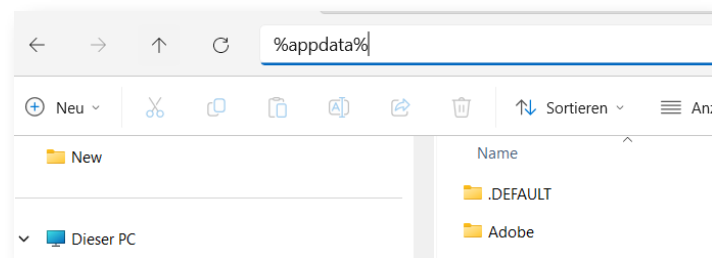 %appdata%
Neu
Sortieren
Anz
New
Name
.DEFAULT
Dieser PC
Adobe